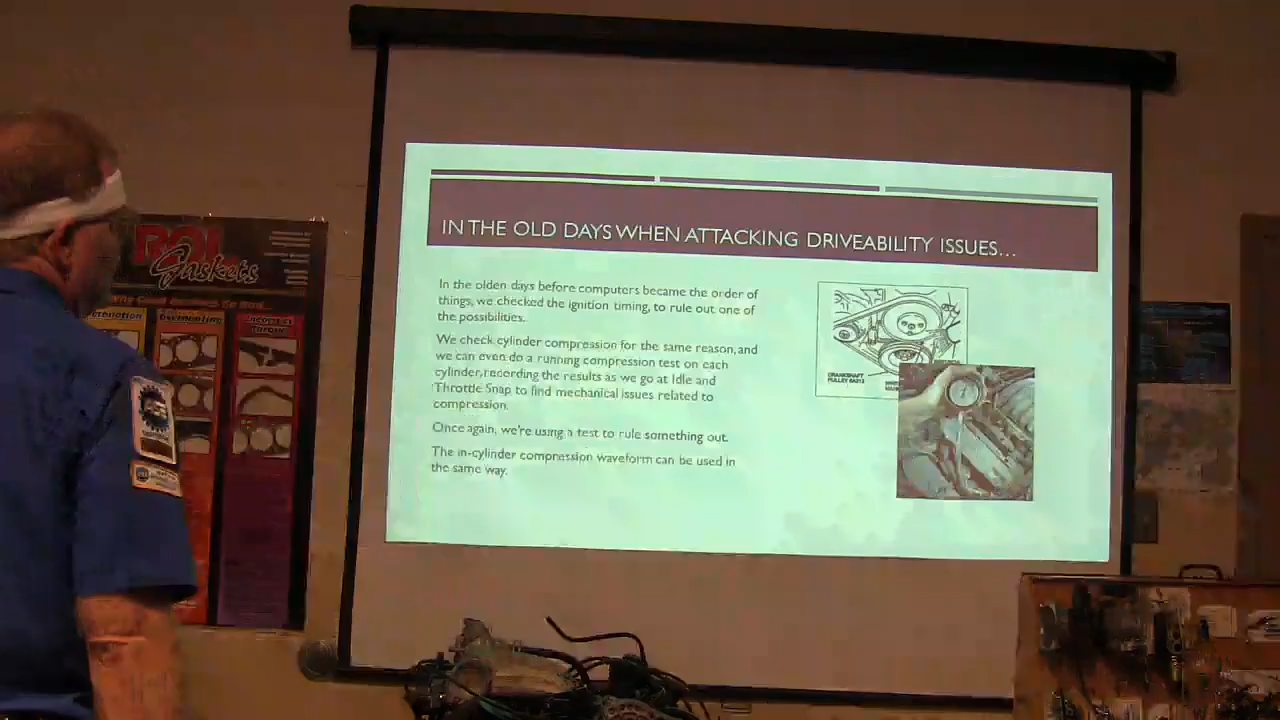 IN THE OLD DAYS WHEN ATTACKING DRIVEABILITY ISSUES...
In the olden days before computers became the order of
things, we checked the ignition timing, to rule out one of
the possibilities.
We check cylinder compression for the same reason, and
we can even do a running compression test on each
cylinder, recording the results as we go at Idle and
Throttle Snap to find mechanical issues related to
compression.
Once again, we're using a test to rule something out.
The in-cylinder compression waveform can be used in
the same way.
CRANKSHAFT
PULLEY
Gaskets